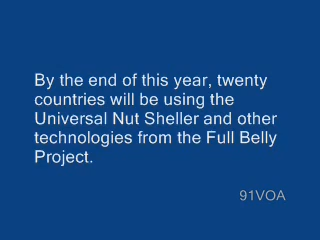 By the end of this year, twenty
countries will be using the
Universal Nut Sheller and other
technologies from the Full Belly
Project.
91VOA